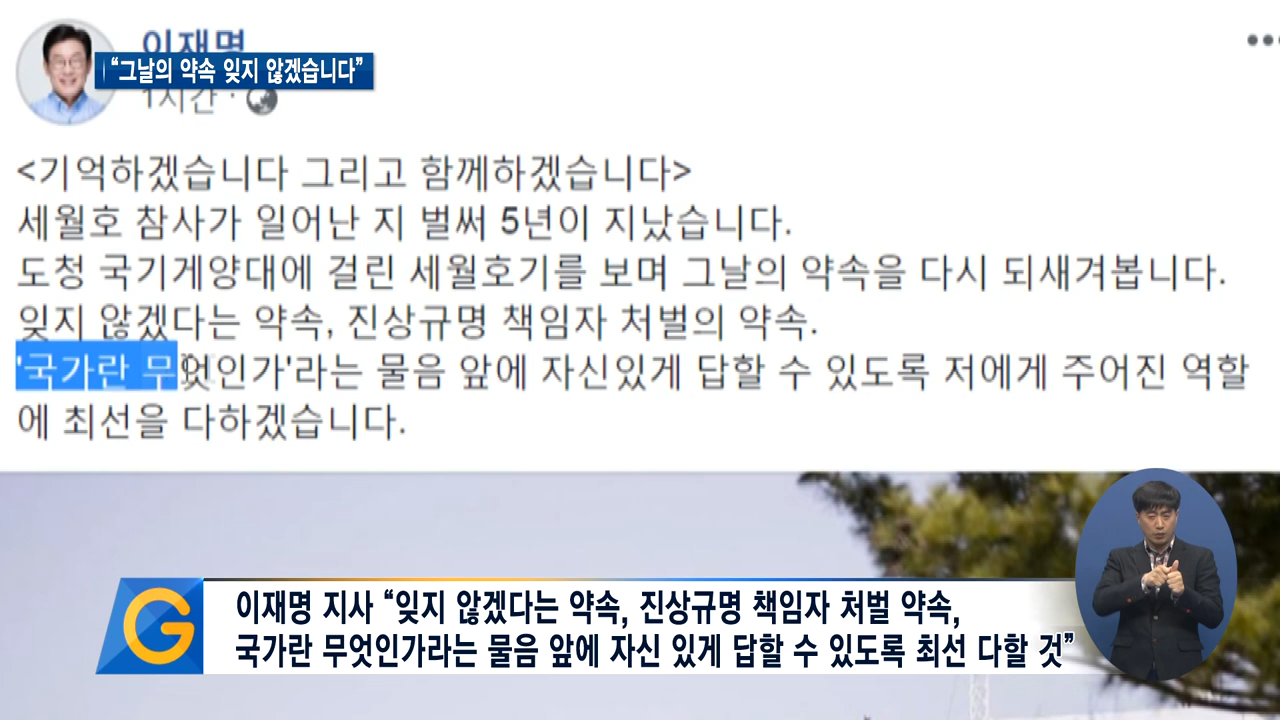 이재명
“그날의 약속 잊지 않겠습니다”
1시간 ·
<기억하겠습니다 그리고 함께하겠습니다>
세월호 참사가 일어난 지 벌써 5년이 지났습니다.
도청 국기게양대에 걸린 세월호기를 보며 그날의 약속을 다시 되새겨봅니다.
잊지 않겠다는 약속, 진상규명 책임자 처벌의 약속.
'국가란 무엇인가'라는 물음 앞에 자신있게 답할 수 있도록 저에게 주어진 역할
에 최선을 다하겠습니다.
G
이재명 지사 “잊지 않겠다는 약속, 진상규명 책임자 처벌 약속,
국가란 무엇인가라는 물음 앞에 자신 있게 답할 수 있도록 최선 다할 것”